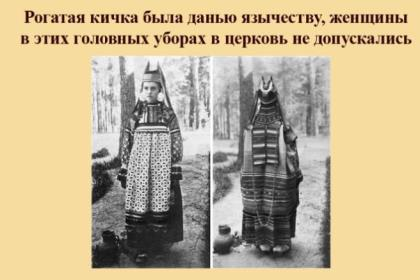 Рогатая кичка была данью язычеству, женщины
в этих головных уборах в церковь не допускались